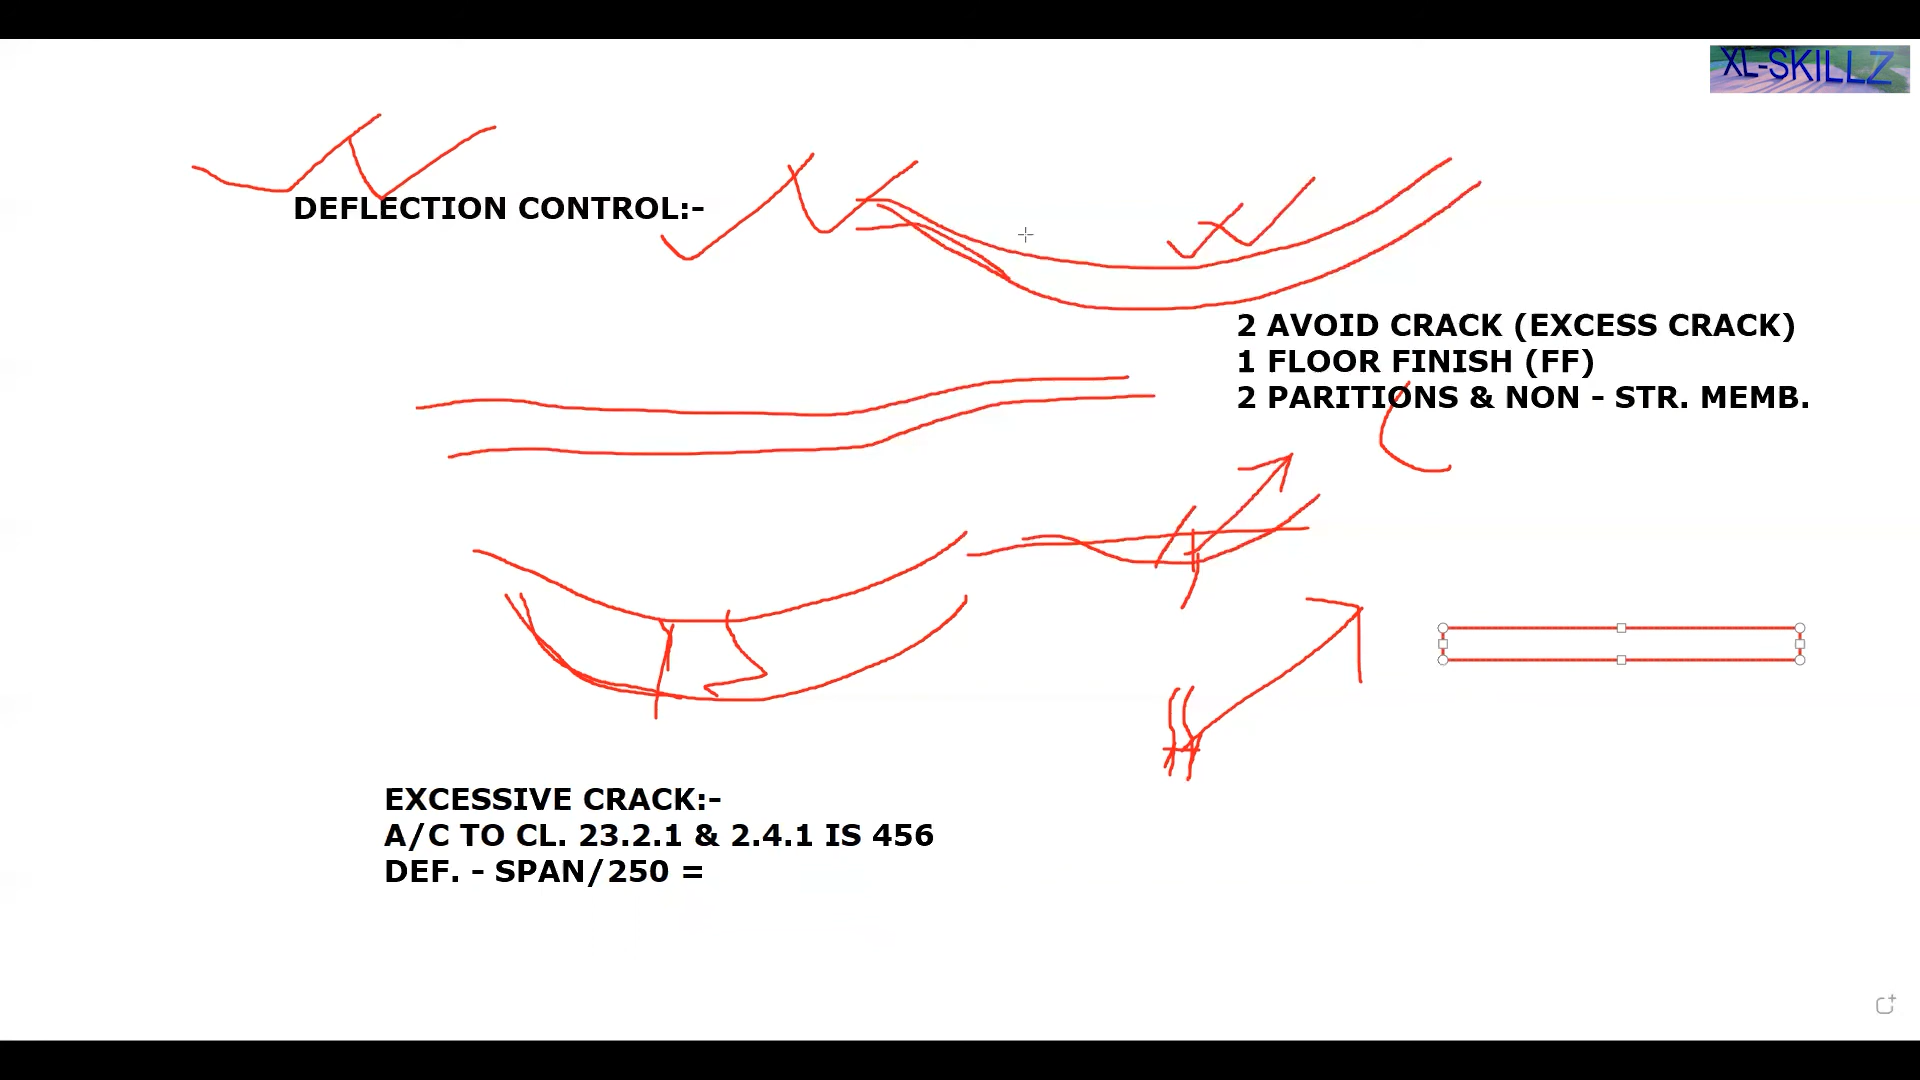 XL-SKILLZ
DEFLECTION CONTROL:-
2 AVOID CRACK (EXCESS CRACK)
1 FLOOR FINISH (FF)
2 PARITIONS & NON - STR. MEMB.
EXCESSIVE CRACK:-
A/C TO CL. 23.2.1 & 2.4.1 IS 456
DEF. - SPAN/250 =